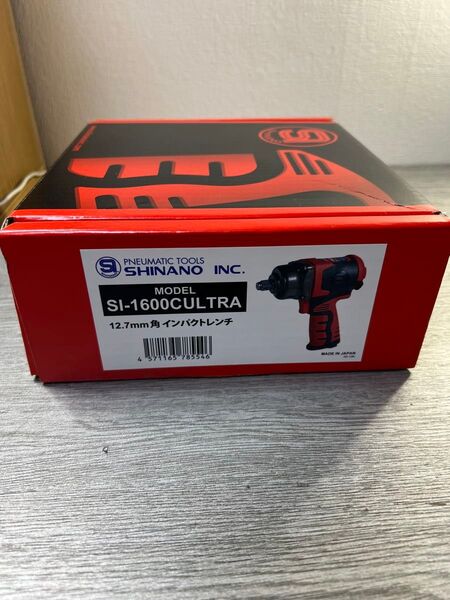 SI
PNEUMATIC TOOLS
SHINANO INC.
MODEL
SI-1600CULTRA
12.7mm角インパクトレンチ
4 571165 785546
MADE IN JAPAN